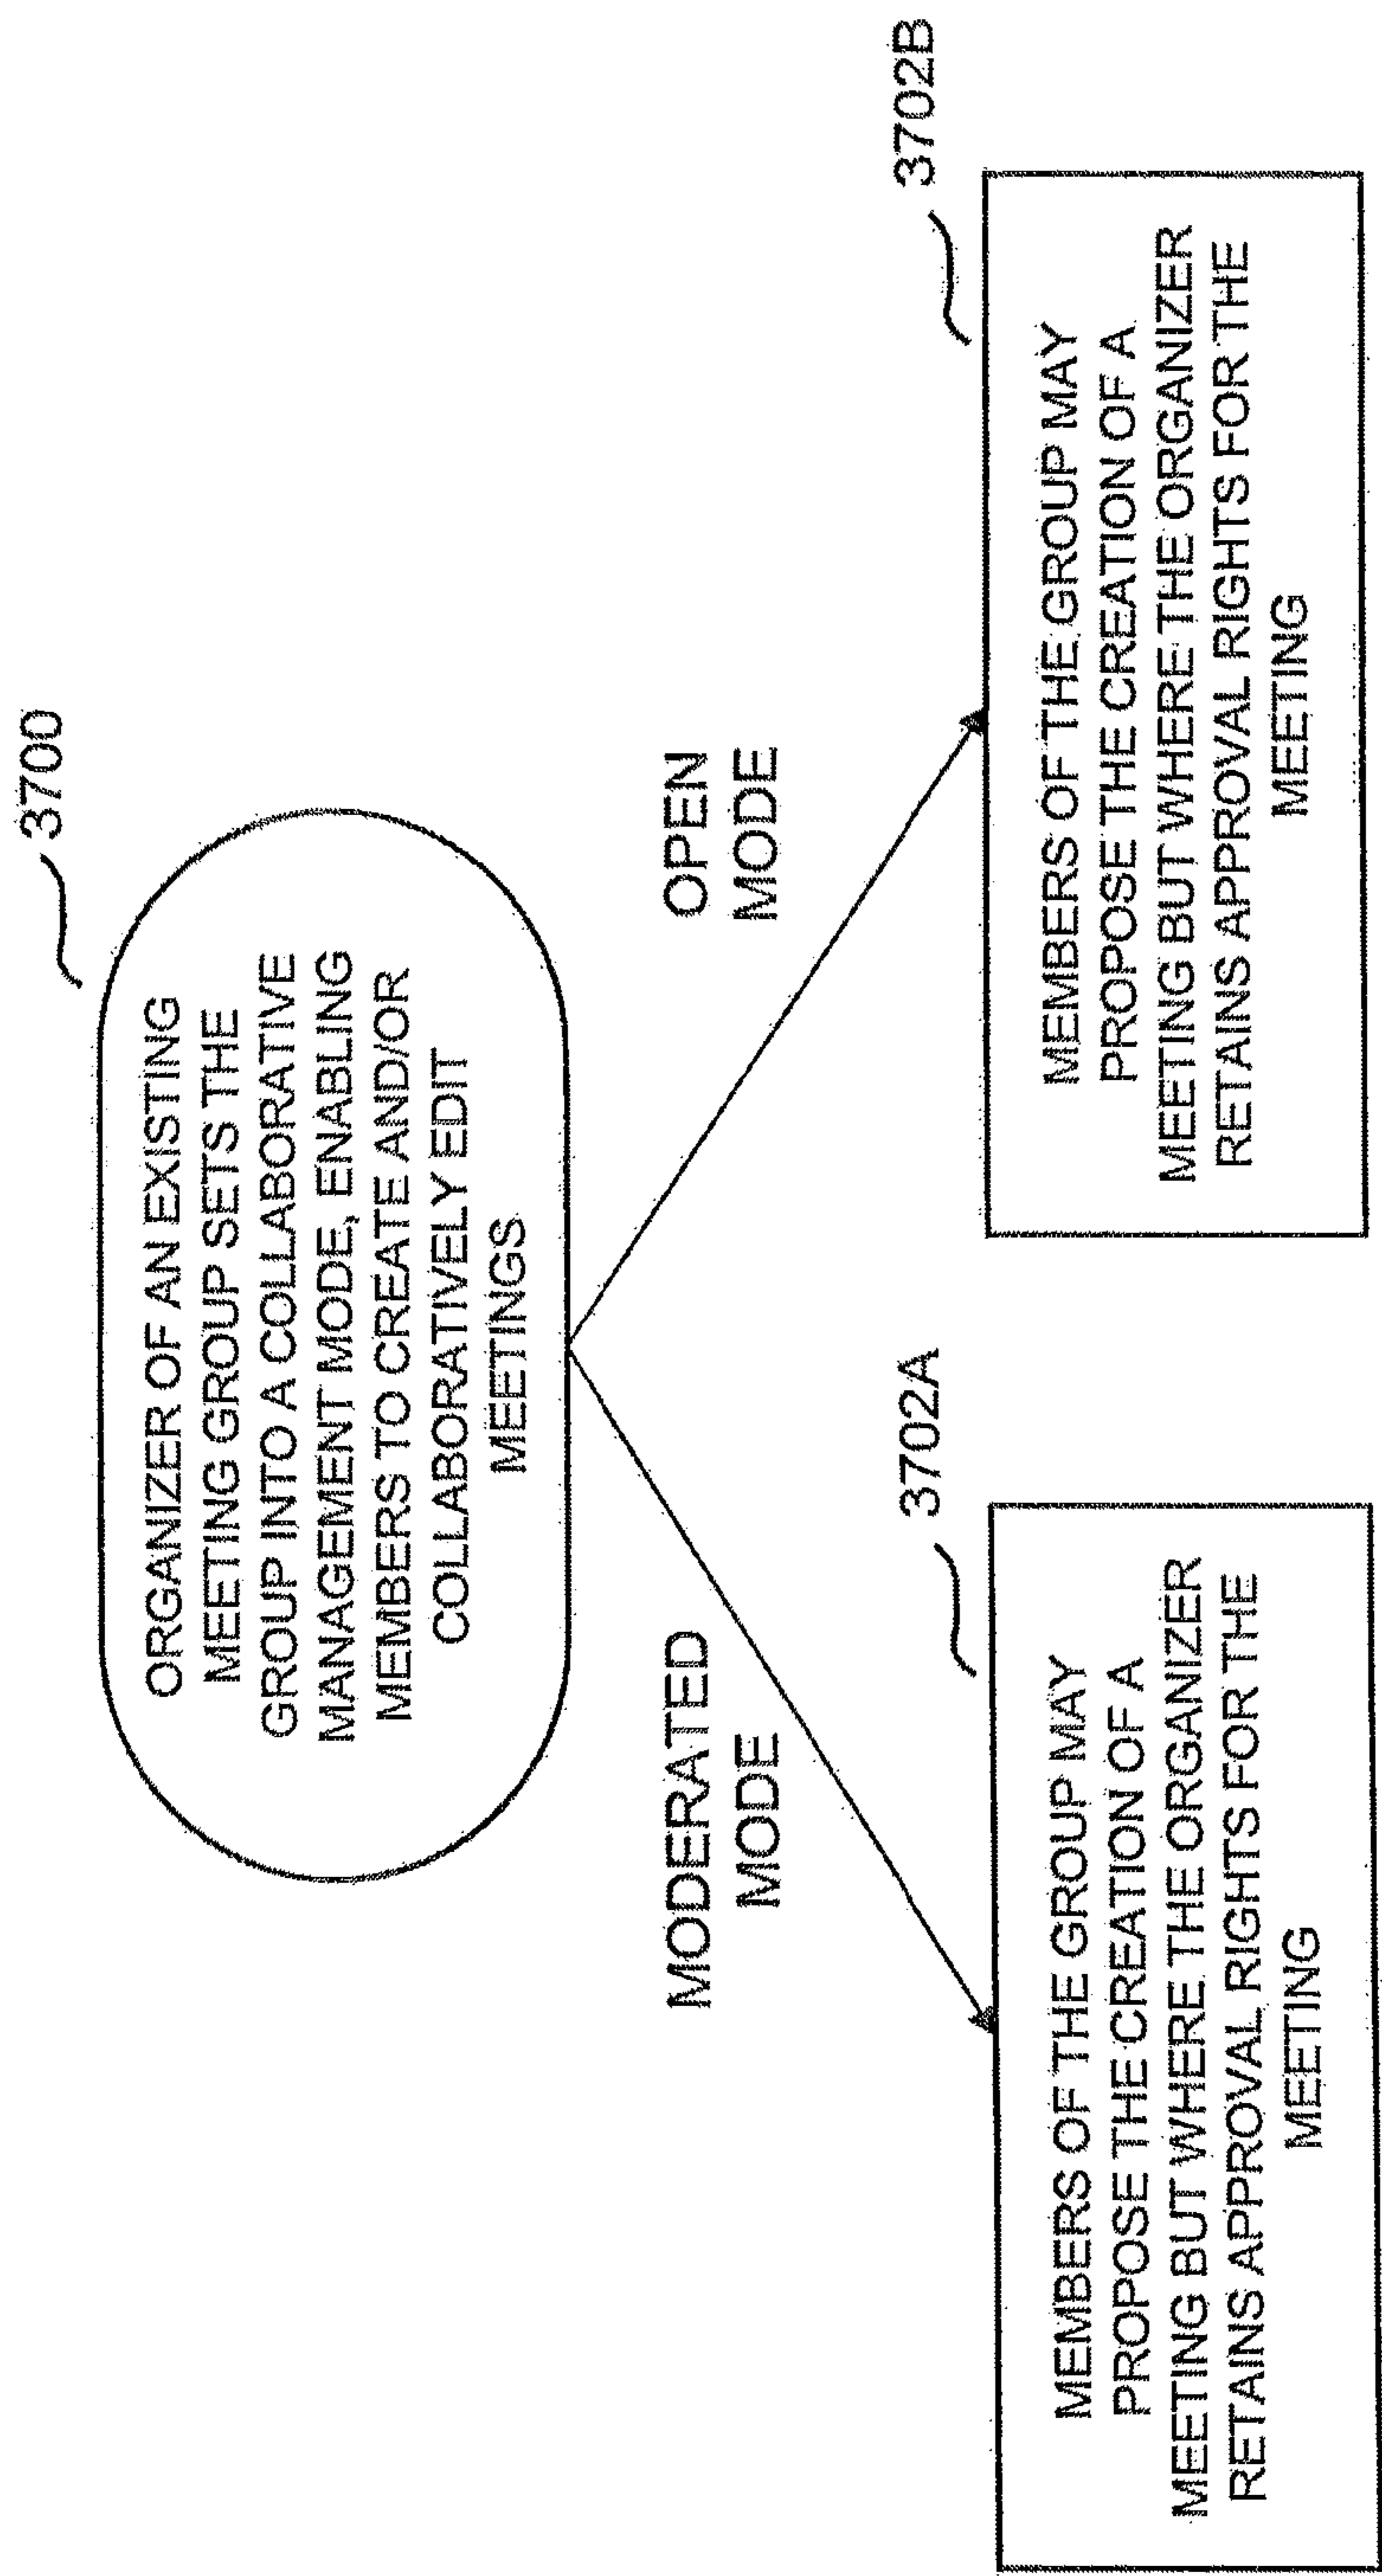 3700
ORGANIZER OF AN EXISTING
MEETING GROUP SETS THE
GROUP INTO A COLLABORATIVE
MANAGEMENT MODE, ENABLING
MEMBERS TO CREATE AND/OR
COLLABORATIVELY EDIT
MEETINGS
MODERATED
MODE
OPEN
MODE
3702A
MEMBERS OF THE GROUP MAY
PROPOSE THE CREATION OF A
MEETING BUT WHERE THE ORGANIZER
RETAINS APPROVAL RIGHTS FOR THE
MEETING
3702B
MEMBERS OF THE GROUP MAY
PROPOSE THE CREATION OF A
MEETING BUT WHERE THE ORGANIZER
RETAINS APPROVAL RIGHTS FOR THE
MEETING